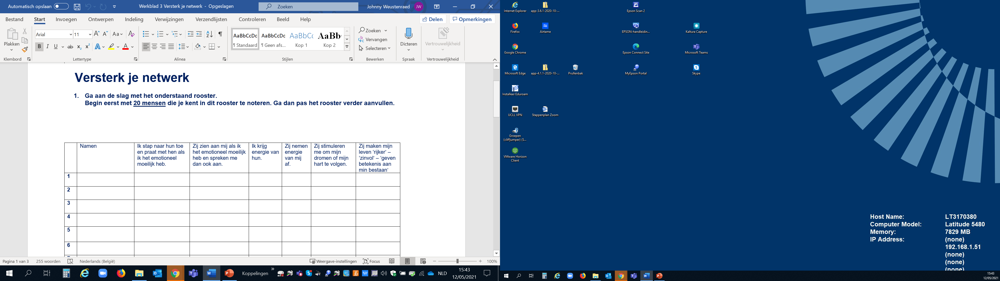 Automatisch opslaan
Werkblad 3 Versterk je netwerk - Opgeslagen
Zoeken
Johnny Weustenraed
JW
Bestand Start Invoegen Ontwerpen Indeling Verwijzingen Verzendlijsten Controleren Beeld Help
Delen
Opmerkingen
Plakken
Klembord
Arial
11
Lettertype
Alinea
AaBbCcDc AaBbCcDc AaBbCc AaBb
¶ Standaard ¶ Geen afs... Kop 1 Kop 2
Stijlen
Zoeken
Vervangen
Selecteren
Bewerken
Dicteren
Spraak
Vertrouwelijkheid
Vertrouwelijkheid
Versterk je netwerk
1. Ga aan de slag met het onderstaand rooster.
Begin eerst met 20 mensen die je kent in dit rooster te noteren. Ga dan pas het rooster verder aanvullen.
Namen
Ik stap naar hun toe
en praat met hen als
ik het emotioneel
moeilijk heb.
Zij zien aan mij als ik
het emotioneel moeilijk
heb en spreken me
dan ook aan.
Ik krijg
energie van
hun.
Zij nemen
energie
van mij
af.
Zij stimuleren
me om mijn
dromen of mijn
hart te volgen.
Zij maken mijn
leven ‘rijker’ –
‘zinvol’ – ‘geven
betekenis aan
min bestaan’
1
2
3
4
5
6
Pagina 1 van 3 255 woorden Nederlands (België)
Weergave-instellingen Focus 100%
Koppelingen
NLD
15:43
12/05/2021
Internet Explorer
app-3.6.1-2020-10-...
Epson Scan 2
Firefox
Airtame
EPSON-handleidin...
Kaltura Capture
Google Chrome
Epson Connect Site
Microsoft Teams
Microsoft Edge
app-4.1.1-2020-10-...
Prullenbak
MyEpson Portal
Skype
Installeer Eduroam
UCLL VPN
Stappenplan Zoom
Groepen
(cliffjumper) (S...
VMware Horizon
Client
Host Name: LT3170380
Computer Model: Latitude 5480
Memory: 7829 MB
IP Address: (none)
192.168.1.51
(none)
(none)
(none)
15:43
12/05/2021